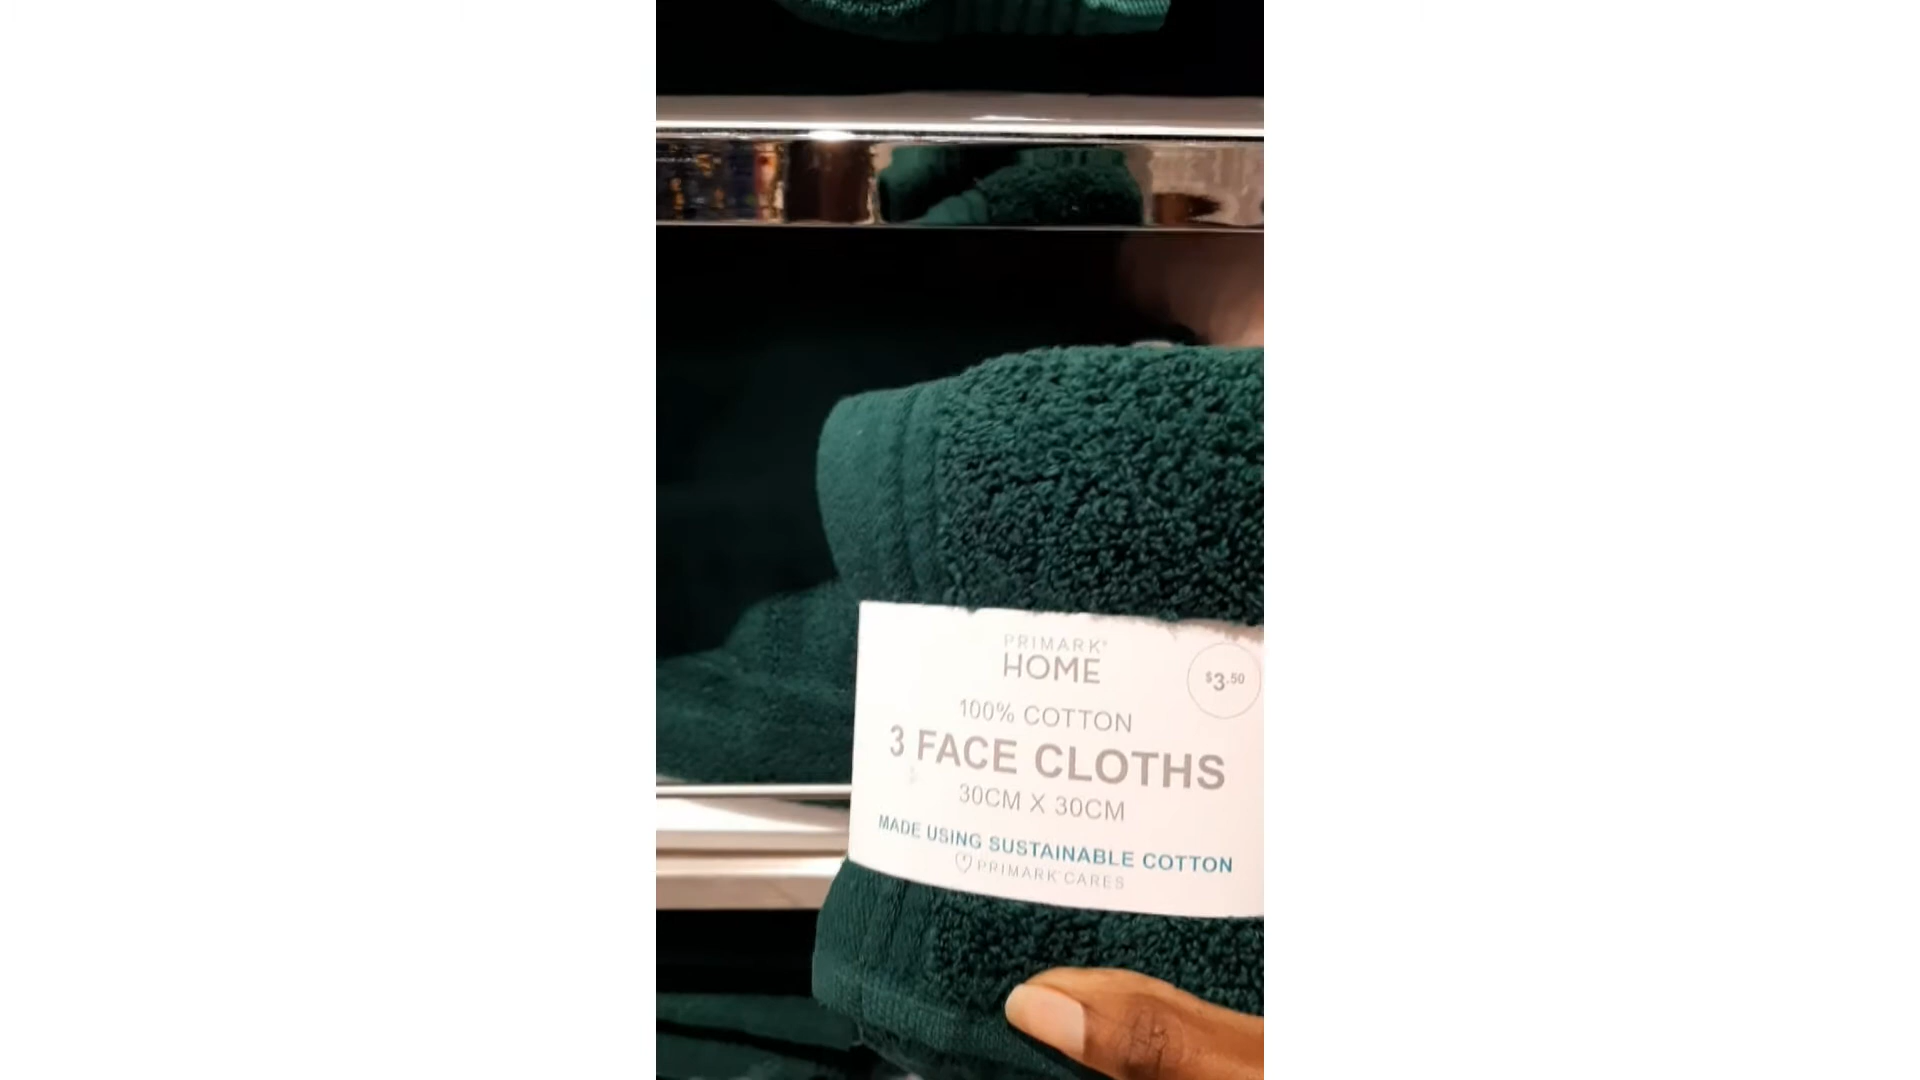 PRIMARK®
HOME
$3.50
100% COTTON
3 FACE CLOTHS
30CM X 30CM
MADE USING SUSTAINABLE COTTON
PRIMARK CARES